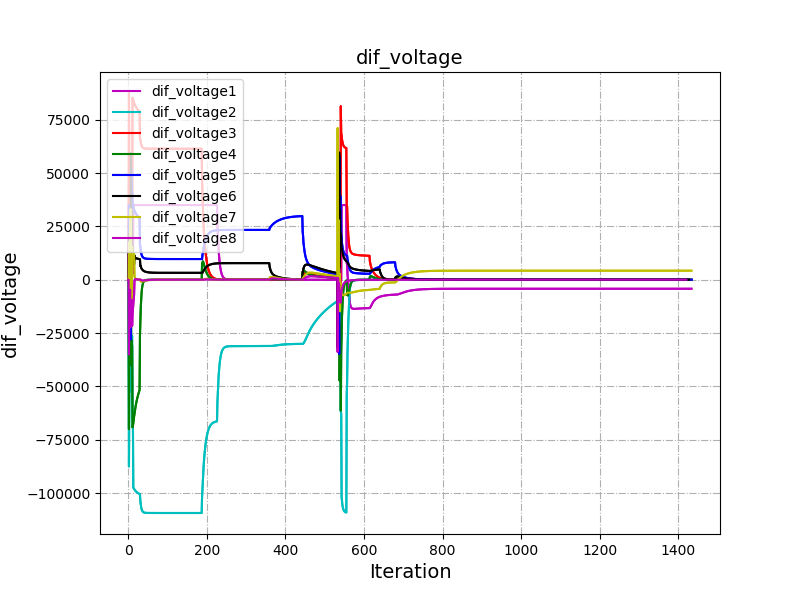 dif_voltage
dif_voltage1
dif_voltage2
dif_voltage3
dif_voltage4
dif_voltage5
dif_voltage6
dif_voltage7
dif_voltage8
75000
50000
25000
0
−25000
−50000
−75000
−100000
dif_voltage
0 200 400 600 800 1000 1200 1400
Iteration